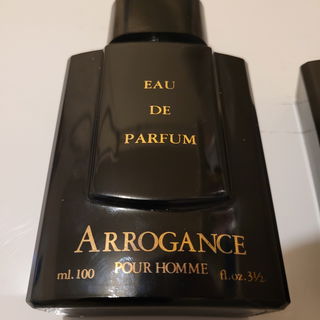 EAU
DE
PARFUM
ARROGANCE
ml. 100 POUR HOMME fl. oz. 3½